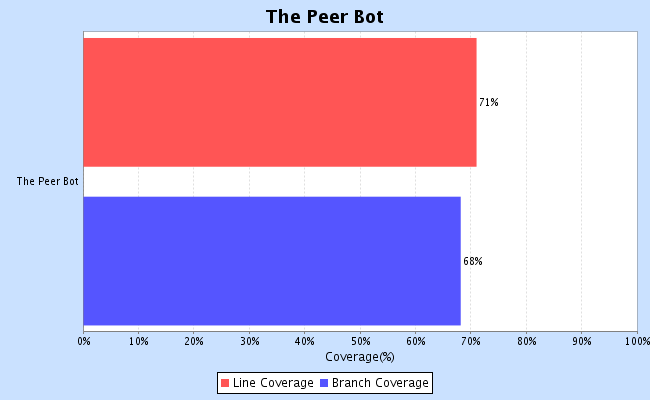 The Peer Bot
71%
The Peer Bot
68%
0% 10% 20% 30% 40% 50% 60% 70% 80% 90% 100%
Coverage(%)
Line Coverage Branch Coverage